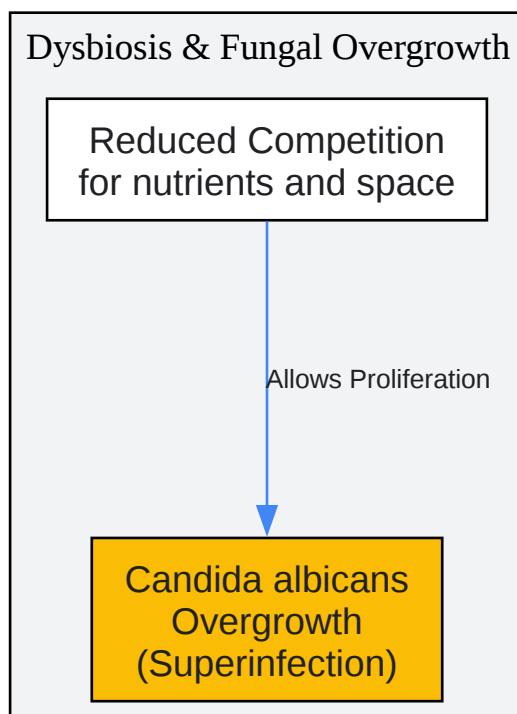 Dysbiosis & Fungal Overgrowth
Reduced Competition
for nutrients and space
Allows Proliferation
Candida albicans
Overgrowth
(Superinfection)